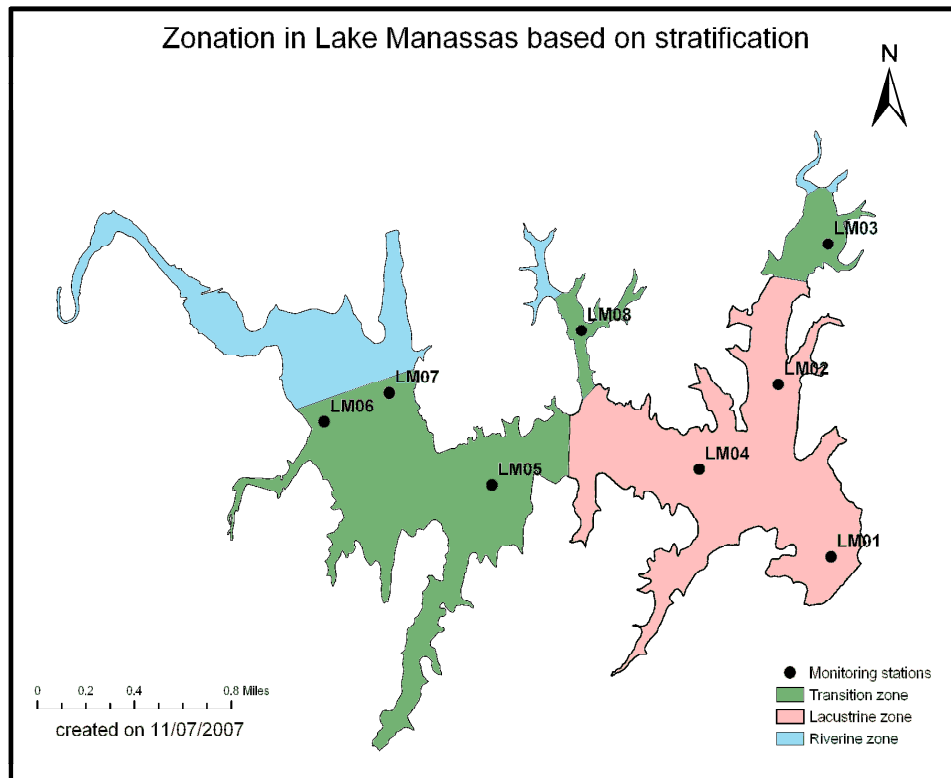 Zonation in Lake Manassas based on stratification
N
LM03
LM08
LM02
LM07
LM06
LM04
LM05
LM01
0 0.2 0.4 0.8 Miles
created on 11/07/2007
Monitoring stations
Transition zone
Lacustrine zone
Riverine zone